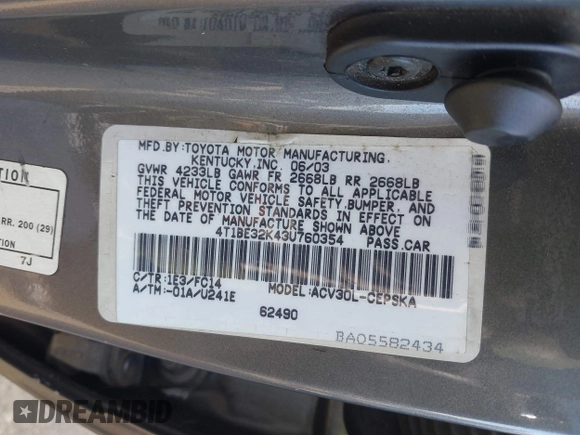 MFD.BY:TOYOTA MOTOR MANUFACTURING,
KENTUCKY,INC. 06/03
GVWR 4233LB GAWR FR 2668LB RR 2668LB
THIS VEHICLE CONFORMS TO ALL APPLICABLE
FEDERAL MOTOR VEHICLE SAFETY,BUMPER, AND
THEFT PREVENTION STANDARDS IN EFFECT ON
THE DATE OF MANUFACTURE SHOWN ABOVE.
4T1BE32K43U760354 PASS.CAR
C/TR:1E3/FC14 MODEL:ACV30L-CEPSKA
A/TM:-01A/U241E
62490
BA05582434
RR. 200 (29)
7J
DREAMBID